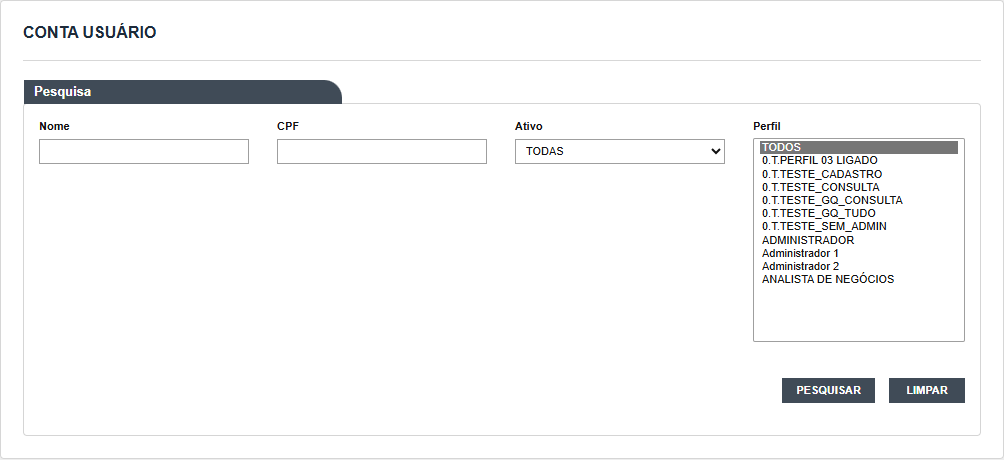 CONTA USUÁRIO
Pesquisa
Nome
CPF
Ativo
TODAS
Perfil
TODOS
0.T.PERFIL 03 LIGADO
0.T.TESTE_CADASTRO
0.T.TESTE_CONSULTA
0.T.TESTE_GQ_CONSULTA
0.T.TESTE_GQ_TUDO
0.T.TESTE_SEM_ADMIN
ADMINISTRADOR
Administrador 1
Administrador 2
ANALISTA DE NEGÓCIOS
PESQUISAR
LIMPAR